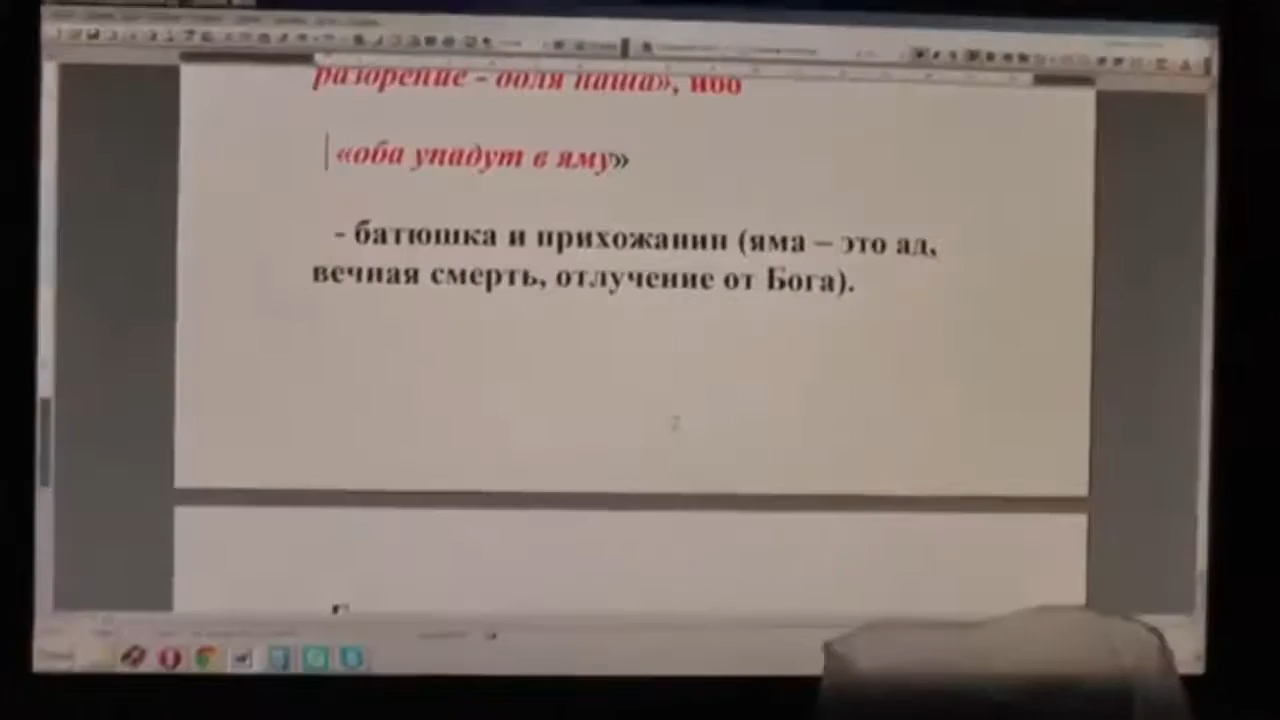 разорение - доля наша», ибо
«оба упадут в яму»
- батюшка и прихожанин (яма – это ад,
вечная смерть, отлучение от Бога).